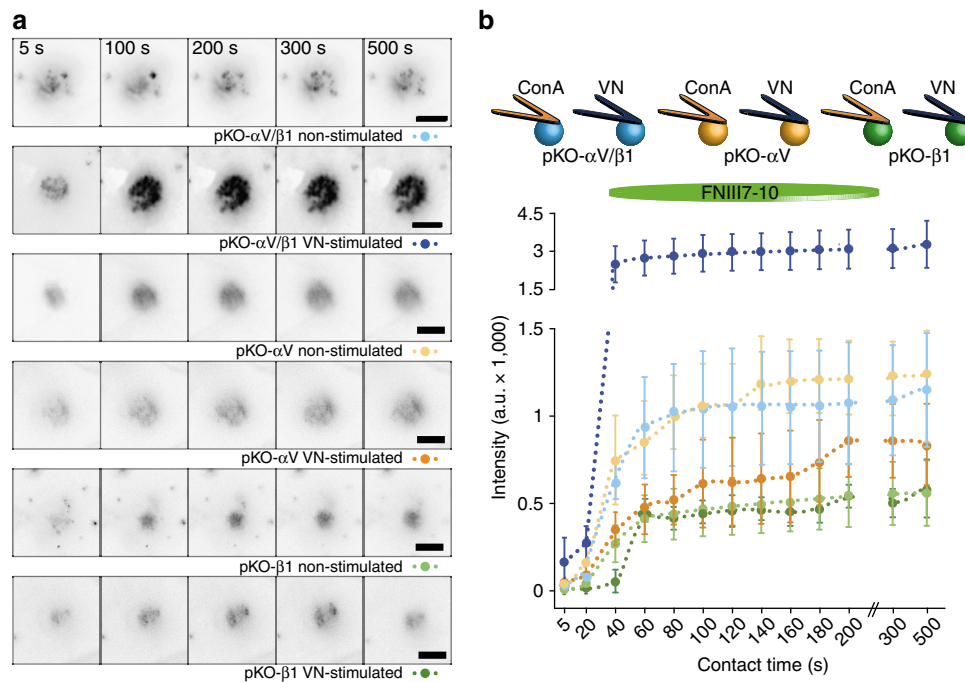 a
5 s 100 s 200 s 300 s 500 s
pKO-αV/β1 non-stimulated
pKO-αV/β1 VN-stimulated
pKO-αV non-stimulated
pKO-αV VN-stimulated
pKO-β1 non-stimulated
pKO-β1 VN-stimulated
b
ConA VN ConA VN ConA VN
pKO-αV/β1 pKO-αV pKO-β1
FNIII7-10
4.5
3
1.5
1.5
1
0.5
0
Intensity (a.u. × 1,000)
5 20 40 60 80 100 120 140 160 180 200 300 500
Contact time (s)